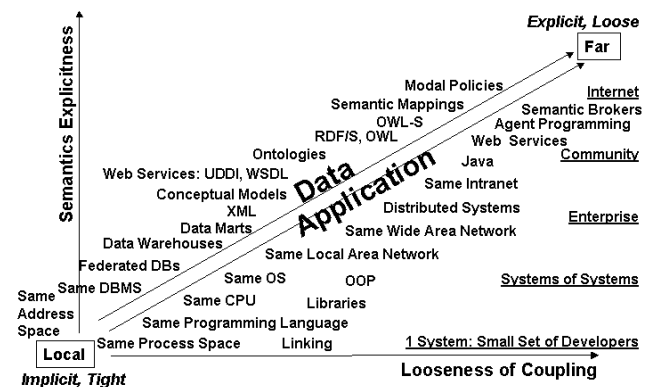 Explicit, Loose
Far
Modal Policies
Internet
Semantic Mappings
Semantic Brokers
OWL-S
Agent Programming
RDF/S, OWL
Web Services
Ontologies
Java
Community
Web Services: UDDI, WSDL
Data
Application
Same Intranet
Conceptual Models
XML
Distributed Systems
Enterprise
Data Marts
Same Wide Area Network
Data Warehouses
Same Local Area Network
Federated DBs
Same OS
OOP
Systems of Systems
Same DBMS
Same
Address
Space
Same CPU
Libraries
Same Programming Language
Same Process Space
Linking
1 System: Small Set of Developers
Local
Implicit, Tight
Looseness of Coupling
Semantics Explicitness